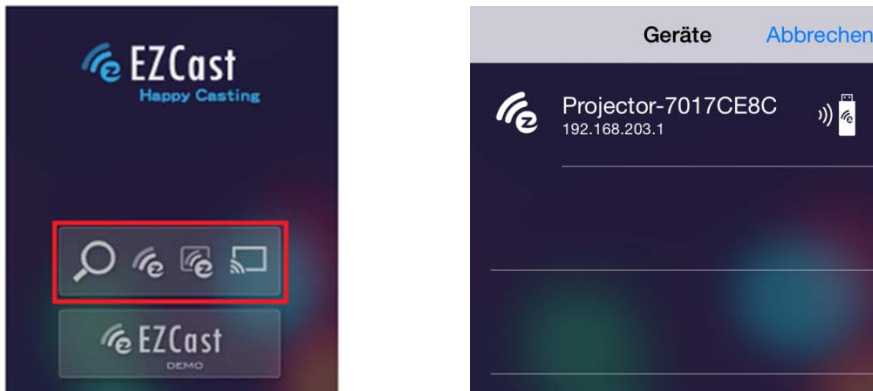 EZCast
Happy Casting
EZCast
DEMO
Geräte Abbrechen
Projector-7017CE8C
192.168.203.1